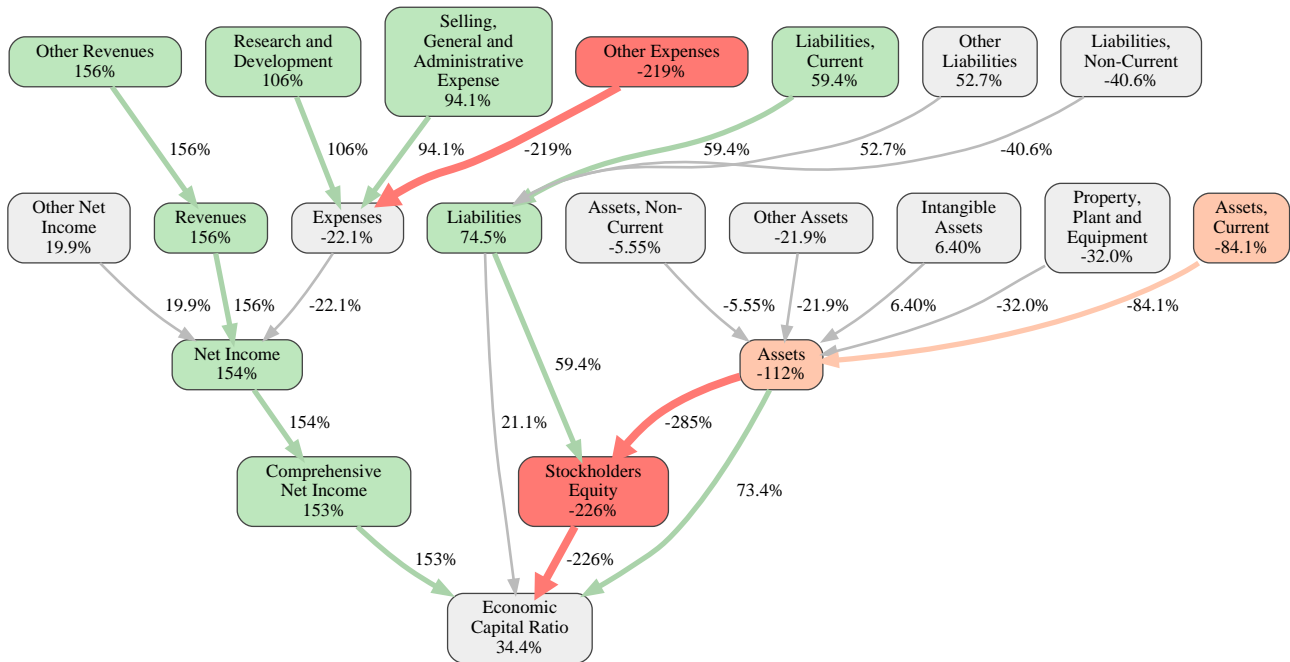 Other Revenues
156%
Research and
Development
106%
Selling,
General and
Administrative
Expense
94.1%
Other Expenses
-219%
Liabilities,
Current
59.4%
Other
Liabilities
52.7%
Liabilities,
Non-Current
-40.6%
156%
106%
94.1%
-219%
59.4%
52.7%
-40.6%
Other Net
Income
19.9%
Revenues
156%
Expenses
-22.1%
Liabilities
74.5%
Assets, Non-
Current
-5.55%
Other Assets
-21.9%
Intangible
Assets
6.40%
Property,
Plant and
Equipment
-32.0%
Assets,
Current
-84.1%
19.9%
156%
-22.1%
-5.55%
-21.9%
6.40%
-32.0%
-84.1%
Net Income
154%
59.4%
Assets
-112%
154%
21.1%
-285%
Comprehensive
Net Income
153%
Stockholders
Equity
-226%
73.4%
153%
-226%
Economic
Capital Ratio
34.4%